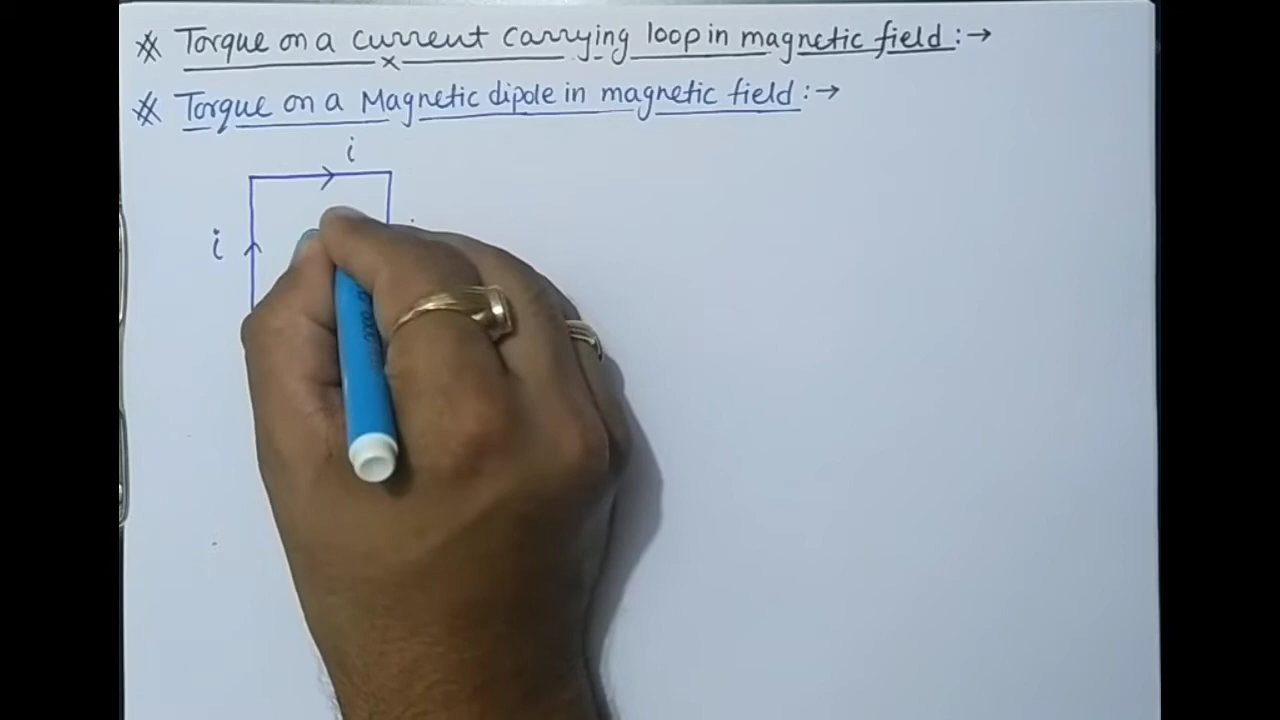 ⁂ Torque on a current carrying loop in magnetic field :→
x
⁂ Torque on a Magnetic dipole in magnetic field :→
i
i